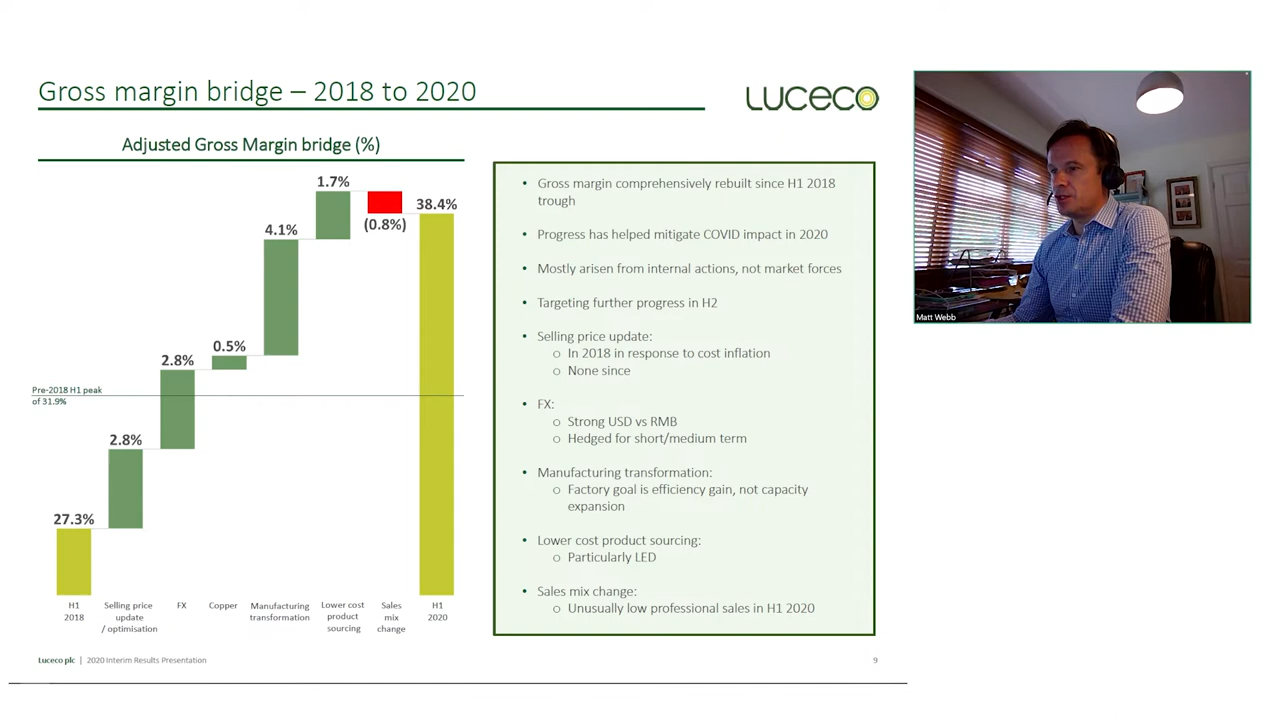 Gross margin bridge – 2018 to 2020
LUCECO
Adjusted Gross Margin bridge (%)
1.7%
38.4%
(0.8%)
4.1%
0.5%
2.8%
Pre-2018 H1 peak
of 31.9%
2.8%
27.3%
H1
2018
Selling price
update
/ optimisation
FX
Copper
Manufacturing
transformation
Lower cost
product
sourcing
Sales
mix
change
H1
2020
• Gross margin comprehensively rebuilt since H1 2018
trough
• Progress has helped mitigate COVID impact in 2020
• Mostly arisen from internal actions, not market forces
• Targeting further progress in H2
• Selling price update:
o In 2018 in response to cost inflation
o None since
• FX:
o Strong USD vs RMB
o Hedged for short/medium term
• Manufacturing transformation:
o Factory goal is efficiency gain, not capacity
expansion
• Lower cost product sourcing:
o Particularly LED
• Sales mix change:
o Unusually low professional sales in H1 2020
Luceco plc | 2020 Interim Results Presentation
9
Matt Webb